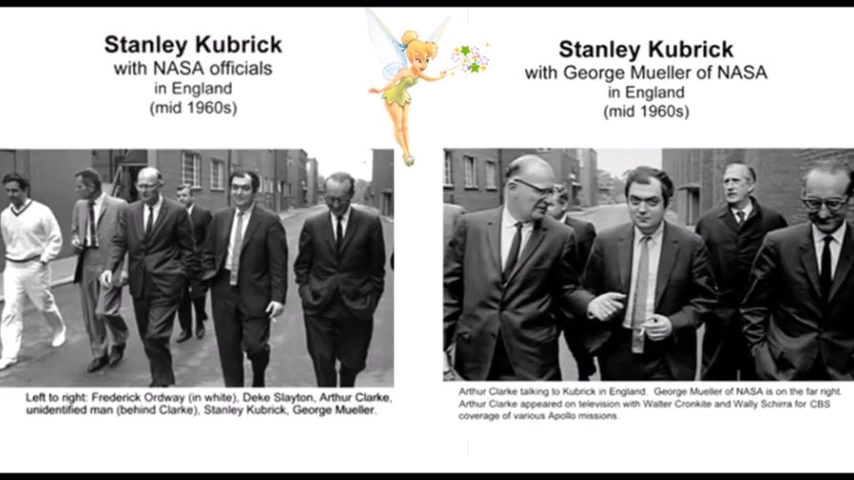 Stanley Kubrick
with NASA officials
in England
(mid 1960s)
Left to right: Frederick Ordway (in white), Deke Slayton, Arthur Clarke,
unidentified man (behind Clarke), Stanley Kubrick, George Mueller.
Stanley Kubrick
with George Mueller of NASA
in England
(mid 1960s)
Arthur Clarke talking to Kubrick in England. George Mueller of NASA is on the far right.
Arthur Clarke appeared on television with Walter Cronkite and Wally Schirra for CBS
coverage of various Apollo missions.